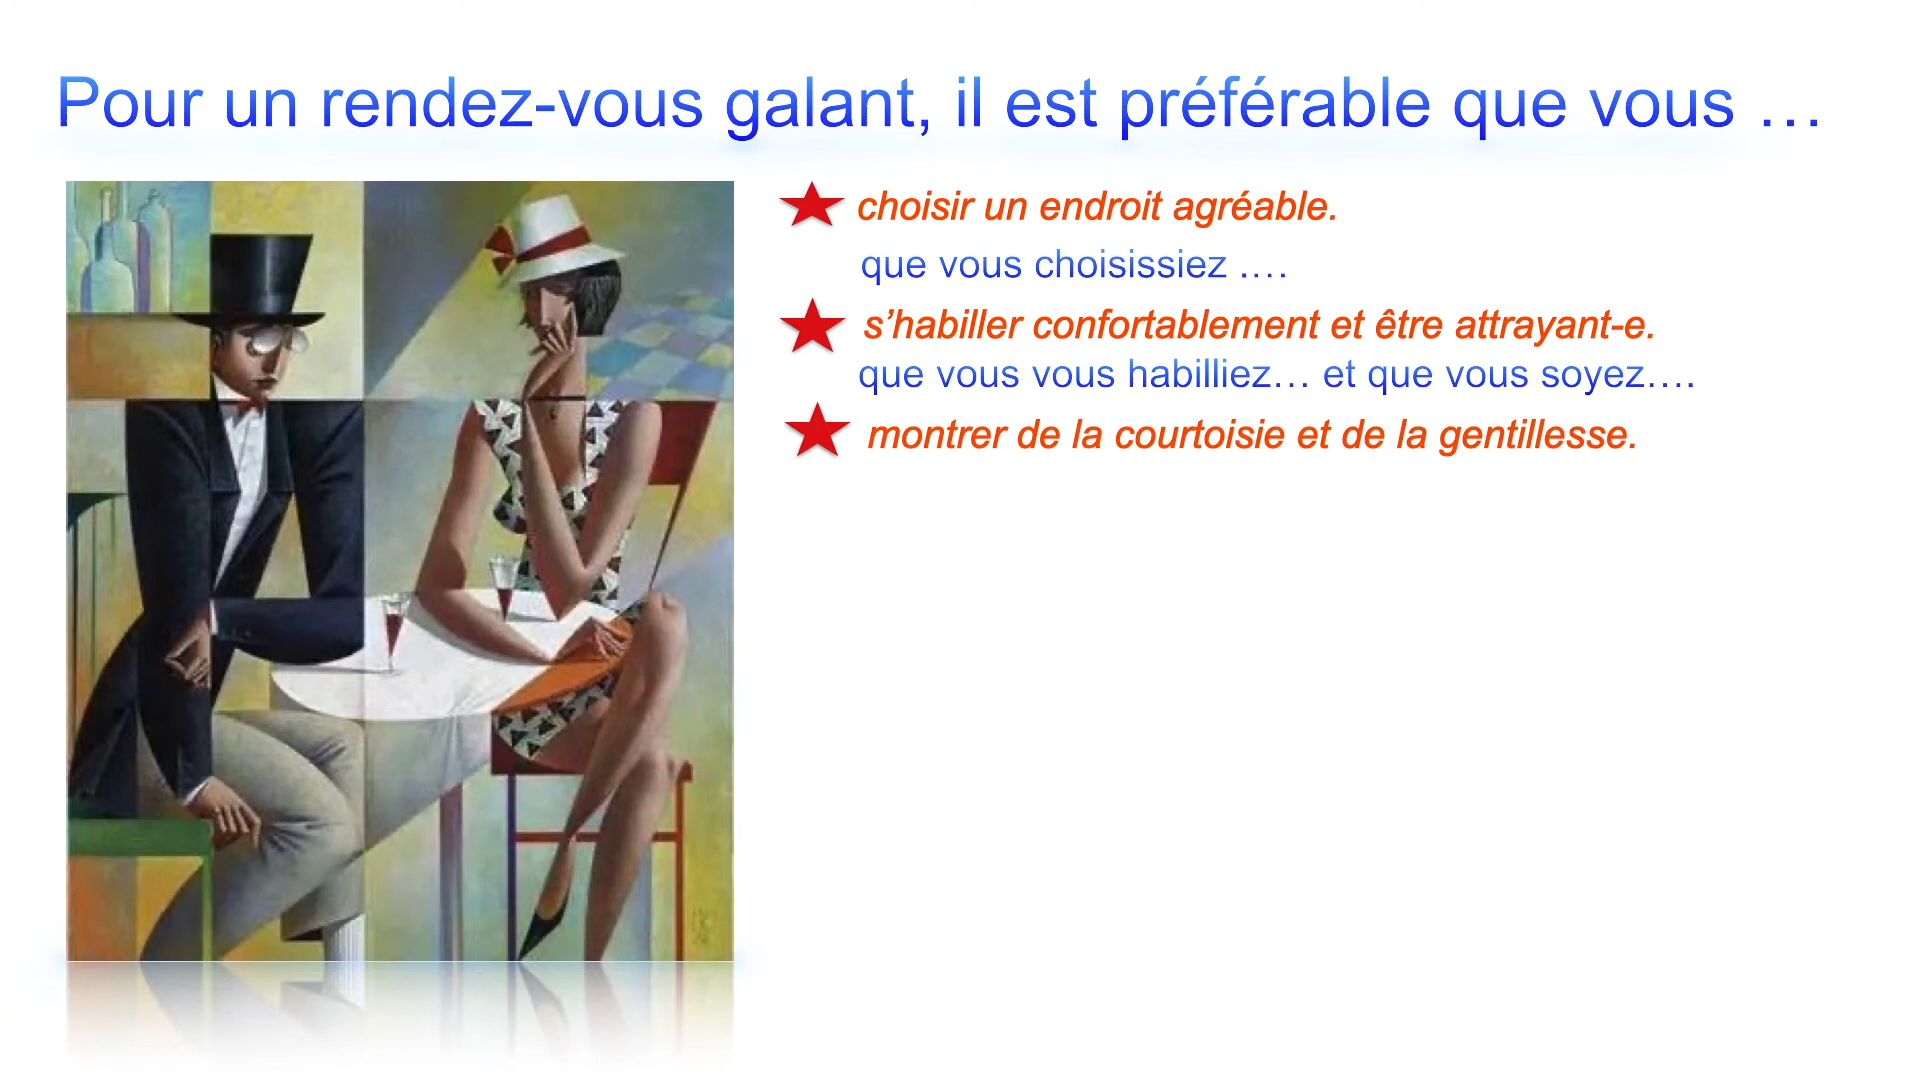 Pour un rendez-vous galant, il est préférable que vous …
choisir un endroit agréable.
que vous choisissiez ….
s’habiller confortablement et être attrayant-e.
que vous vous habilliez… et que vous soyez….
montrer de la courtoisie et de la gentillesse.